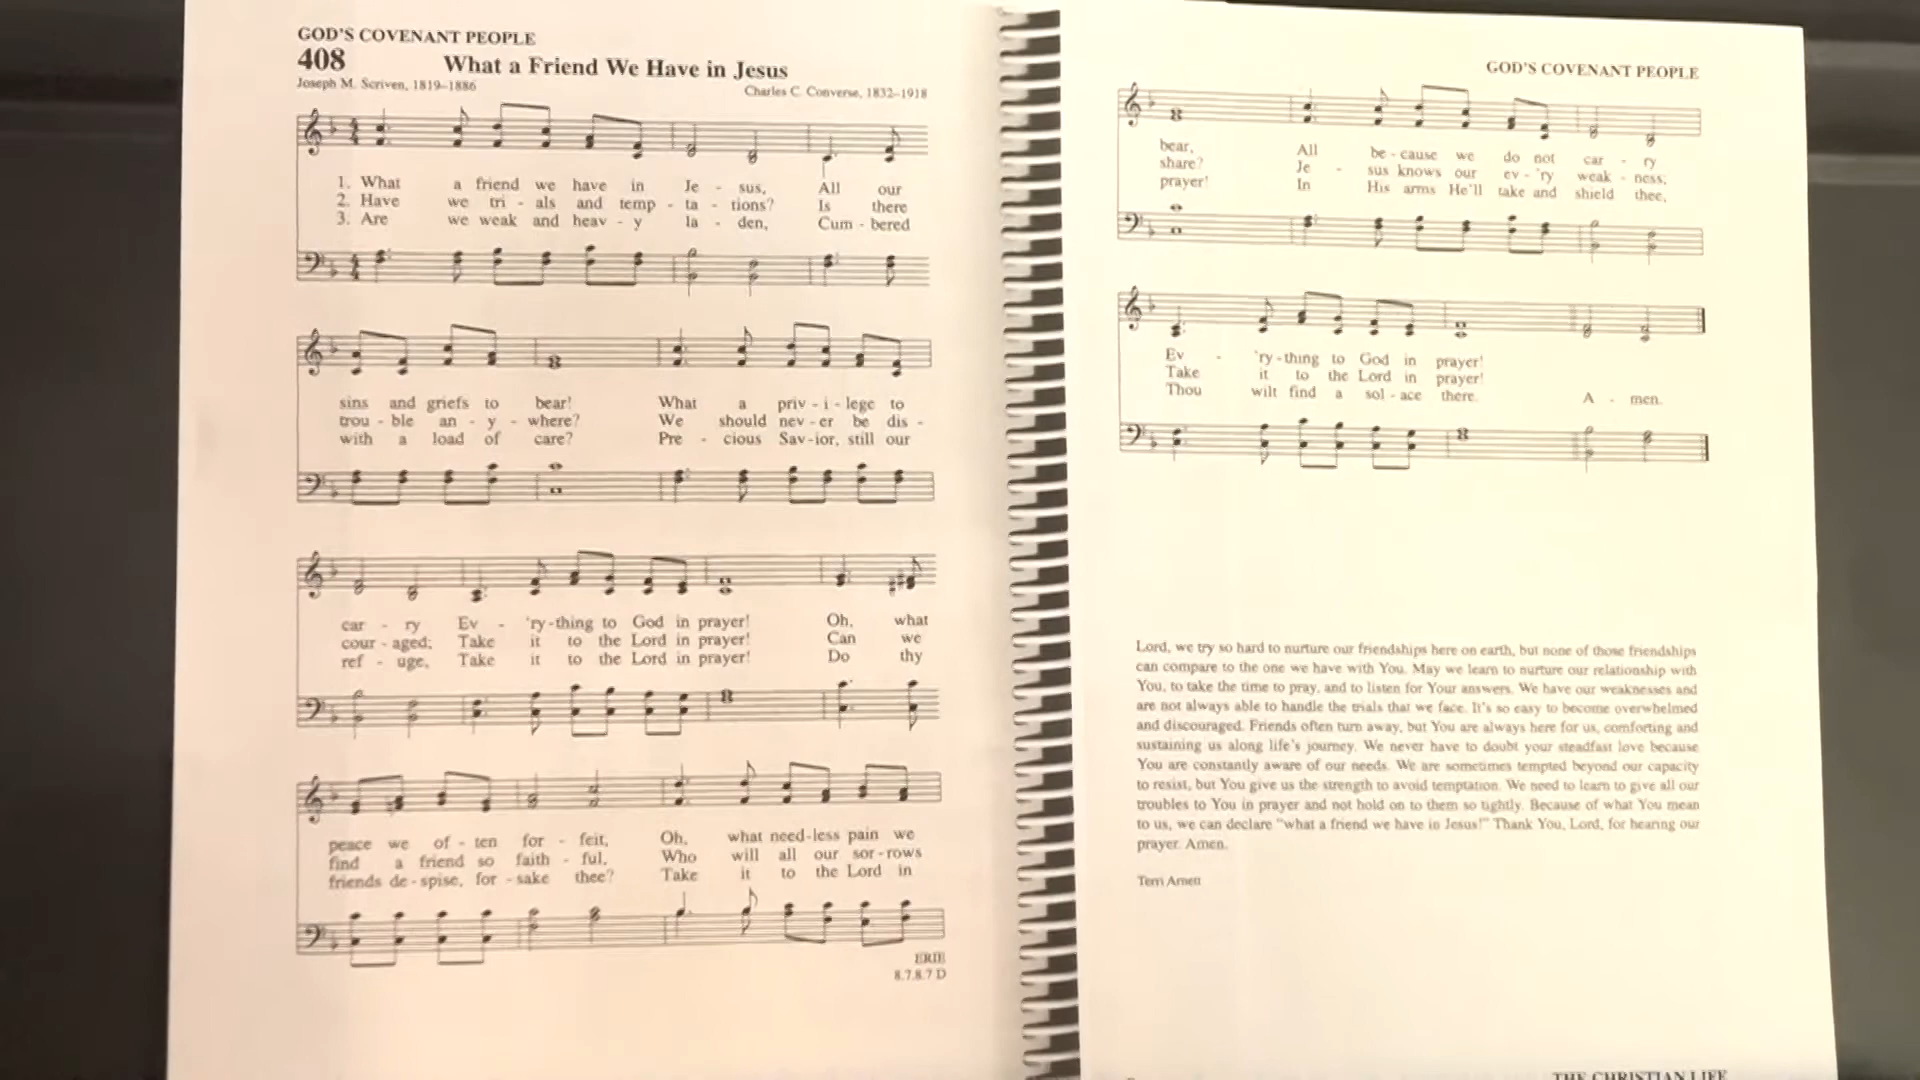 GOD'S COVENANT PEOPLE
408 What a Friend We Have in Jesus
Joseph M. Scriven, 1819–1886 Charles C. Converse, 1832–1918
1. What a friend we have in Je - sus, All our
2. Have we tri - als and temp - ta - tions? Is there
3. Are we weak and heav - y la - den, Cum - bered
sins and griefs to bear! What a priv - i - lege to
trou - ble an - y - where? We should nev - er be dis -
with a load of care? Pre - cious Sav - ior, still our
car - ry Ev - 'ry - thing to God in prayer! Oh, what
cour - aged; Take it to the Lord in prayer! Can we
ref - uge, Take it to the Lord in prayer! Do thy
peace we of - ten for - feit, Oh, what need - less pain we
find a friend so faith - ful, Who will all our sor - rows
friends de - spise, for - sake thee? Take it to the Lord in
ERIE
8.7.8.7 D
GOD'S COVENANT PEOPLE
bear, All be - cause we do not car - ry
share? Je - sus knows our ev - 'ry weak - ness;
prayer! In His arms He'll take and shield thee,
Ev - 'ry - thing to God in prayer!
Take it to the Lord in prayer!
Thou wilt find a sol - ace there. A - men.
Lord, we try so hard to nurture our friendships here on earth, but none of those friendships
can compare to the one we have with You. May we learn to nurture our relationship with
You, to take the time to pray, and to listen for Your answers. We have our weaknesses and
are not always able to handle the trials that we face. It's so easy to become overwhelmed
and discouraged. Friends often turn away, but You are always here for us, comforting and
sustaining us along life's journey. We never have to doubt your steadfast love because
You are constantly aware of our needs. We are sometimes tempted beyond our capacity
to resist, but You give us the strength to avoid temptation. We need to learn to give all our
troubles to You in prayer and not hold on to them so tightly. Because of what You mean
to us, we can declare "what a friend we have in Jesus!" Thank You, Lord, for hearing our
prayer. Amen.
Terri Arnett
THE CHRISTIAN LIFE